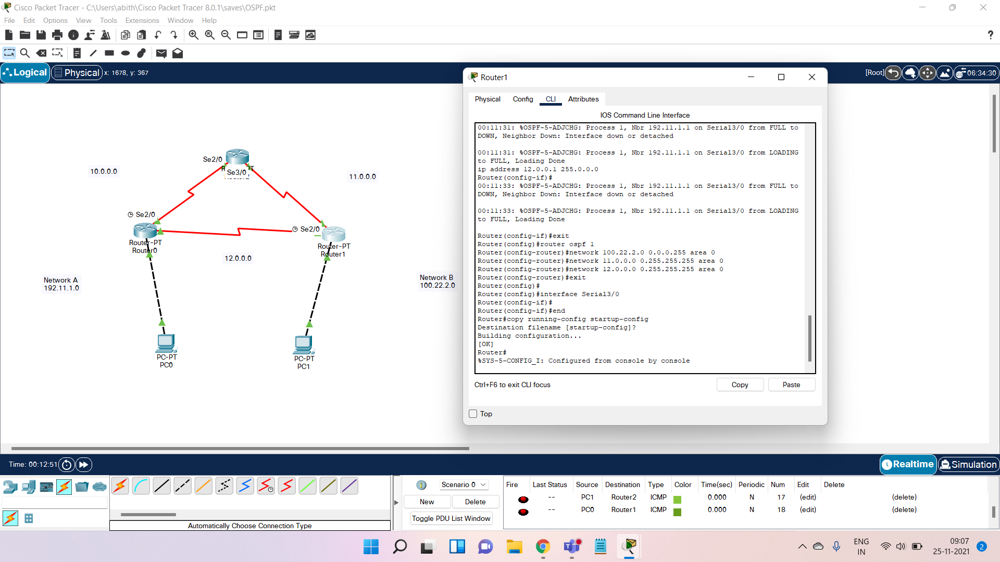 Cisco Packet Tracer - C:\Users\abith\Cisco Packet Tracer 8.0.1\saves\OSPF.pkt
File Edit Options View Tools Extensions Window Help
Logical Physical x: 1678, y: 367
[Root] 06:34:30
Se2/0
Se3/0
10.0.0.0
11.0.0.0
Se2/0
Se2/0
Router-PT
Router0
Router-PT
Router1
12.0.0.0
Network A
192.11.1.0
Network B
100.22.2.0
PC-PT
PC0
PC-PT
PC1
Router1
Physical Config CLI Attributes
IOS Command Line Interface
00:11:31: %OSPF-5-ADJCHG: Process 1, Nbr 192.11.1.1 on Serial3/0 from FULL to
DOWN, Neighbor Down: Interface down or detached
00:11:31: %OSPF-5-ADJCHG: Process 1, Nbr 192.11.1.1 on Serial3/0 from LOADING
to FULL, Loading Done
ip address 12.0.0.1 255.0.0.0
Router(config-if)#
00:11:33: %OSPF-5-ADJCHG: Process 1, Nbr 192.11.1.1 on Serial3/0 from FULL to
DOWN, Neighbor Down: Interface down or detached
00:11:33: %OSPF-5-ADJCHG: Process 1, Nbr 192.11.1.1 on Serial3/0 from LOADING
to FULL, Loading Done
Router(config-if)#exit
Router(config)#router ospf 1
Router(config-router)#network 100.22.2.0 0.0.0.255 area 0
Router(config-router)#network 11.0.0.0 0.255.255.255 area 0
Router(config-router)#network 12.0.0.0 0.255.255.255 area 0
Router(config-router)#exit
Router(config)#
Router(config)#interface Serial3/0
Router(config-if)#
Router(config-if)#end
Router#copy running-config startup-config
Destination filename [startup-config]?
Building configuration...
[OK]
Router#
%SYS-5-CONFIG_I: Configured from console by console
Ctrl+F6 to exit CLI focus
Copy Paste
Top
Time: 00:12:51
Realtime Simulation
Scenario 0
New Delete
Toggle PDU List Window
Automatically Choose Connection Type
Fire Last Status Source Destination Type Color Time(sec) Periodic Num Edit Delete
-- PC1 Router2 ICMP 0.000 N 17 (edit) (delete)
-- PC0 Router1 ICMP 0.000 N 18 (edit) (delete)
ENG
IN
09:07
25-11-2021
2